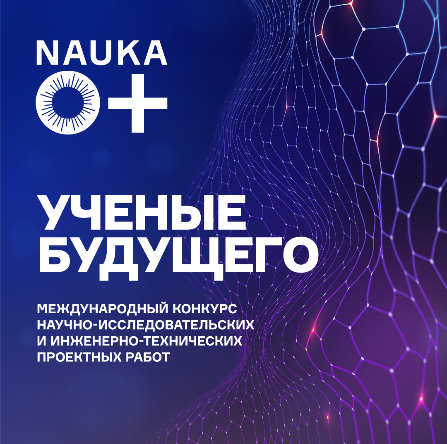 NAUKA
0+
УЧЕНЫЕ
БУДУЩЕГО
МЕЖДУНАРОДНЫЙ КОНКУРС
НАУЧНО-ИССЛЕДОВАТЕЛЬСКИХ
И ИНЖЕНЕРНО-ТЕХНИЧЕСКИХ
ПРОЕКТНЫХ РАБОТ